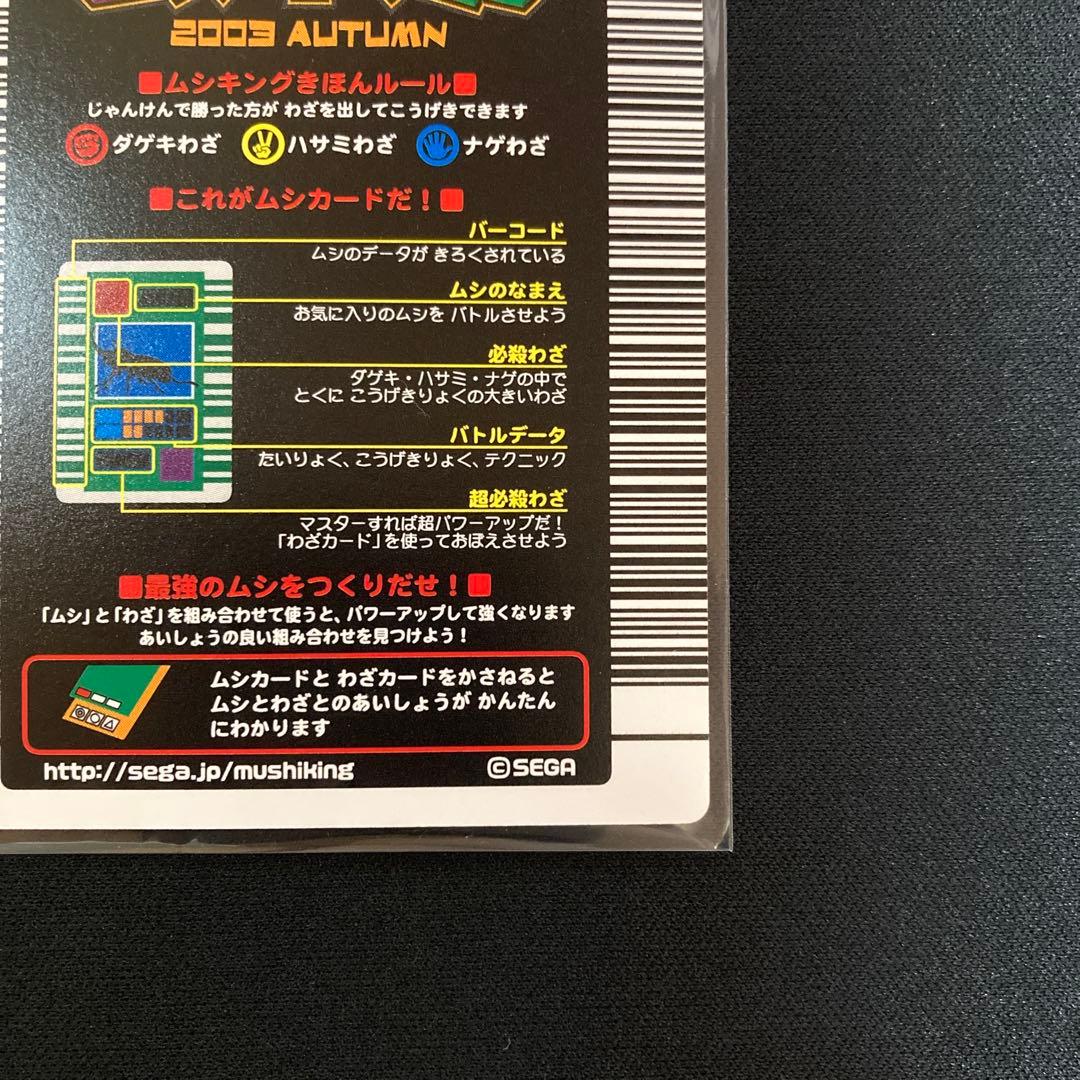 2003 AUTUMN
■ムシキングきほんルール■
じゃんけんで勝った方が わざを出してこうげきできます
ダゲキわざ ハサミわざ ナゲわざ
■これがムシカードだ！■
バーコード
ムシのデータが きろくされている
ムシのなまえ
お気に入りのムシを バトルさせよう
必殺わざ
ダゲキ・ハサミ・ナゲの中で
とくに こうげきりょくの大きいわざ
バトルデータ
たいりょく、こうげきりょく、テクニック
超必殺わざ
マスターすれば超パワーアップだ！
「わざカード」を使っておぼえさせよう
■最強のムシをつくりだせ！■
「ムシ」と「わざ」を組み合わせて使うと、パワーアップして強くなります
あいしょうの良い組み合わせを見つけよう！
ムシカードと わざカードをかさねると
ムシとわざとのあいしょうが かんたん
にわかります
http://sega.jp/mushiking
©SEGA